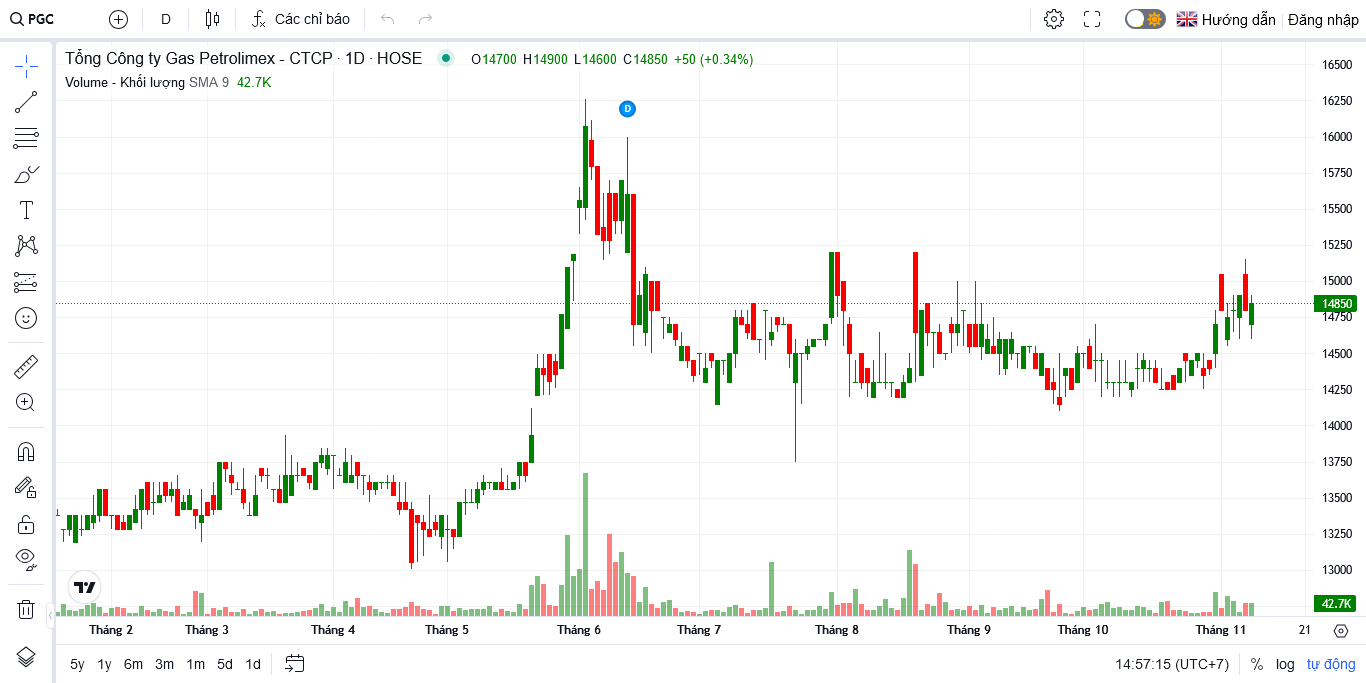 PGC D Các chỉ báo Hướng dẫn Đăng nhập
Tổng Công ty Gas Petrolimex - CTCP · 1D · HOSE O14700 H14900 L14600 C14850 +50 (+0.34%)
Volume - Khối lượng SMA 9 42.7K
D
16500
16250
16000
15750
15500
15250
15000
14850
14750
14500
14250
14000
13750
13500
13250
13000
42.7K
Tháng 2 Tháng 3 Tháng 4 Tháng 5 Tháng 6 Tháng 7 Tháng 8 Tháng 9 Tháng 10 Tháng 11 21
5y 1y 6m 3m 1m 5d 1d 14:57:15 (UTC+7) % log tự động